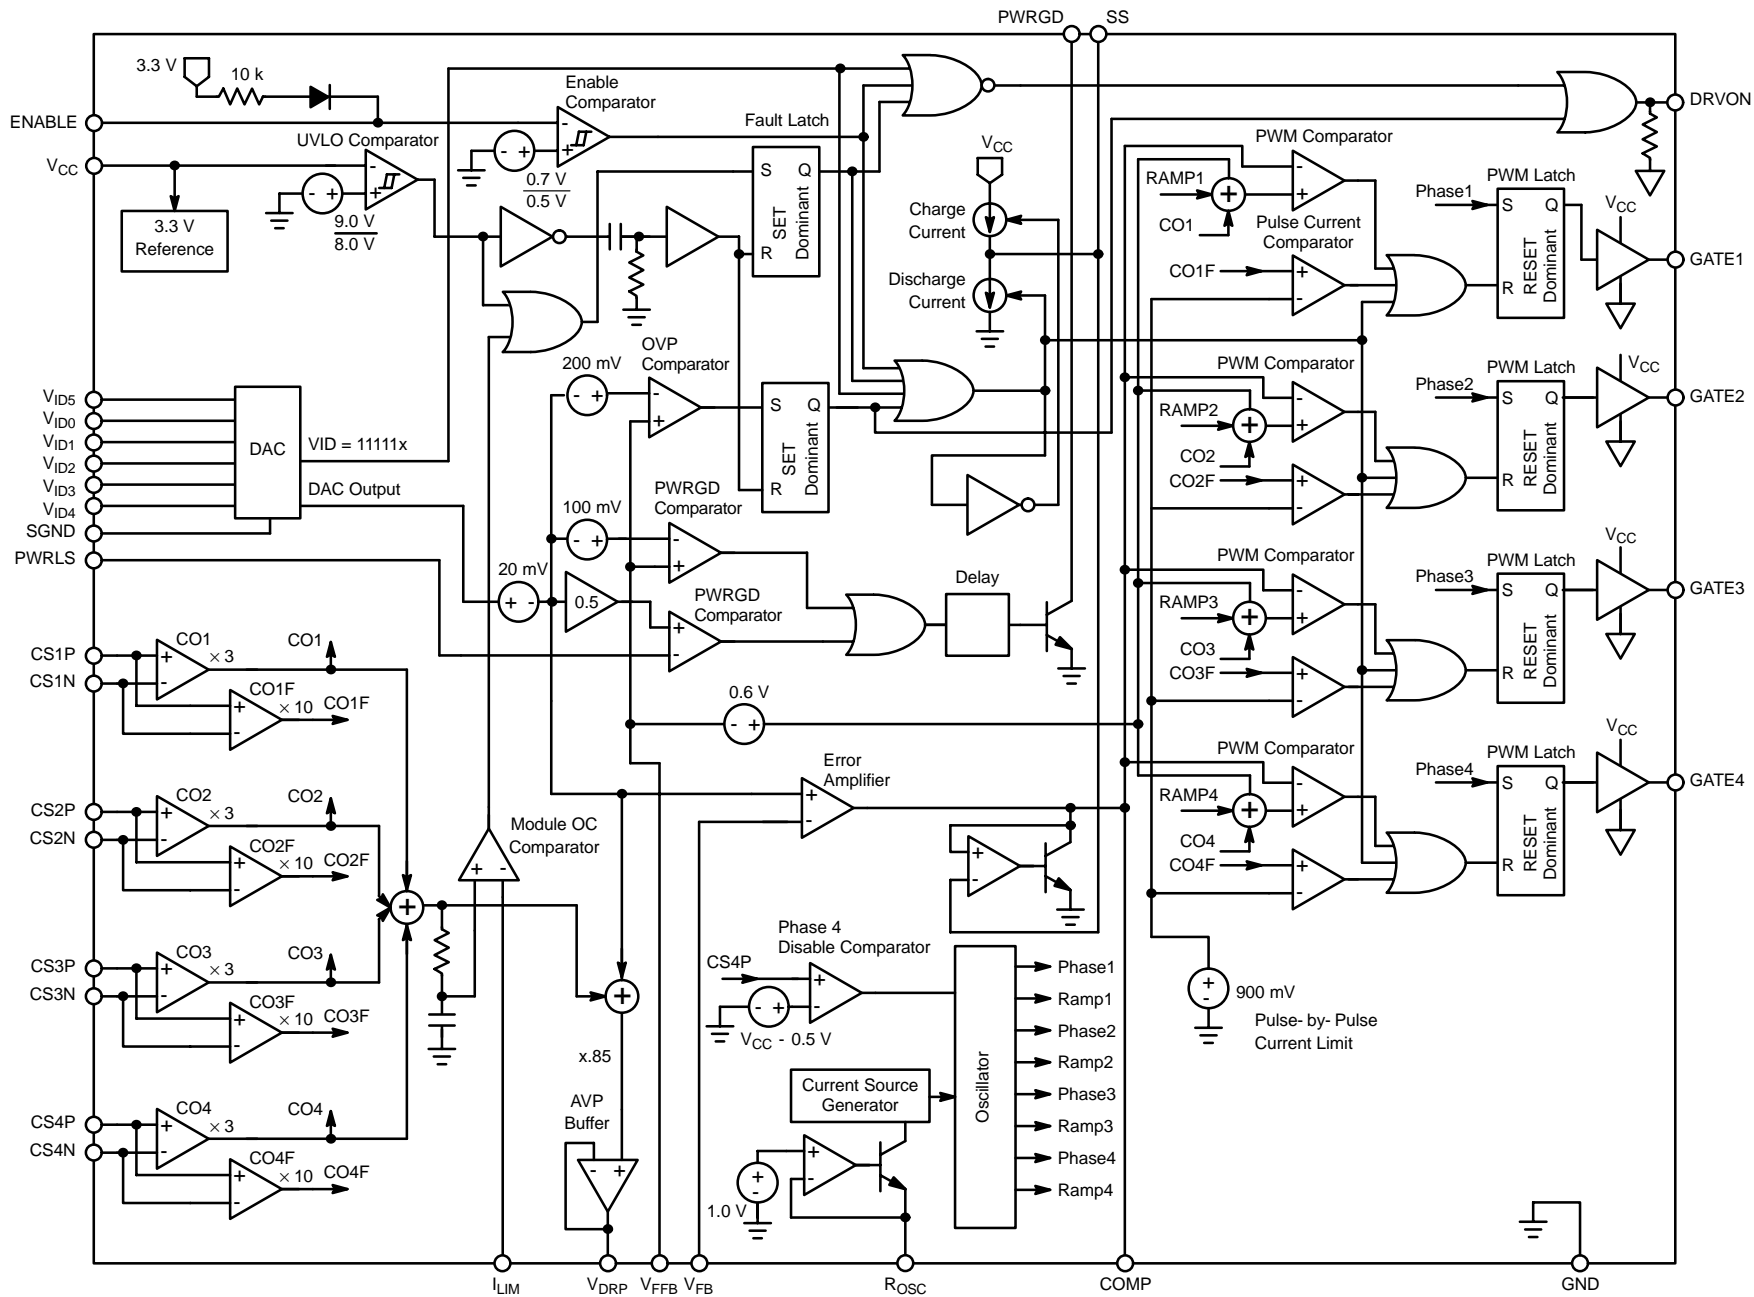 PWRGD SS
3.3 V
10 k
ENABLE
Enable
Comparator
UVLO Comparator
Fault Latch
DRVON
VCC
- +
9.0 V
8.0 V
- +
0.7 V
0.5 V
3.3 V
Reference
S Q
SET
Dominant
R
VCC
Charge
Current
Discharge
Current
PWM Comparator
RAMP1
CO1
Pulse Current
Comparator
CO1F
Phase1
PWM Latch
S Q
RESET
Dominant
R
VCC
GATE1
OVP
Comparator
200 mV
- +
S Q
SET
Dominant
R
PWM Comparator
RAMP2
CO2
CO2F
Phase2
PWM Latch
S Q
RESET
Dominant
R
VCC
GATE2
VID5
VID0
VID1
VID2
VID3
VID4
SGND
PWRLS
DAC
VID = 11111x
DAC Output
100 mV
- +
PWRGD
Comparator
20 mV
+ -
0.5
PWRGD
Comparator
Delay
PWM Comparator
RAMP3
CO3
CO3F
Phase3
PWM Latch
S Q
RESET
Dominant
R
VCC
GATE3
CS1P
CS1N
CO1
× 3
CO1
CO1F
× 10
CO1F
0.6 V
- +
PWM Comparator
RAMP4
CO4
CO4F
Phase4
PWM Latch
S Q
RESET
Dominant
R
VCC
GATE4
Error
Amplifier
CS2P
CS2N
CO2
× 3
CO2
CO2F
× 10
CO2F
Module OC
Comparator
CS3P
CS3N
CO3
× 3
CO3
CO3F
× 10
CO3F
Phase 4
Disable Comparator
CS4P
- +
VCC - 0.5 V
x.85
AVP
Buffer
Current Source
Generator
1.0 V
Oscillator
Phase1
Ramp1
Phase2
Ramp2
Phase3
Ramp3
Phase4
Ramp4
900 mV
Pulse- by- Pulse
Current Limit
CS4P
CS4N
CO4
× 3
CO4
CO4F
× 10
CO4F
ILIM VDRP VFFB VFB ROSC COMP GND